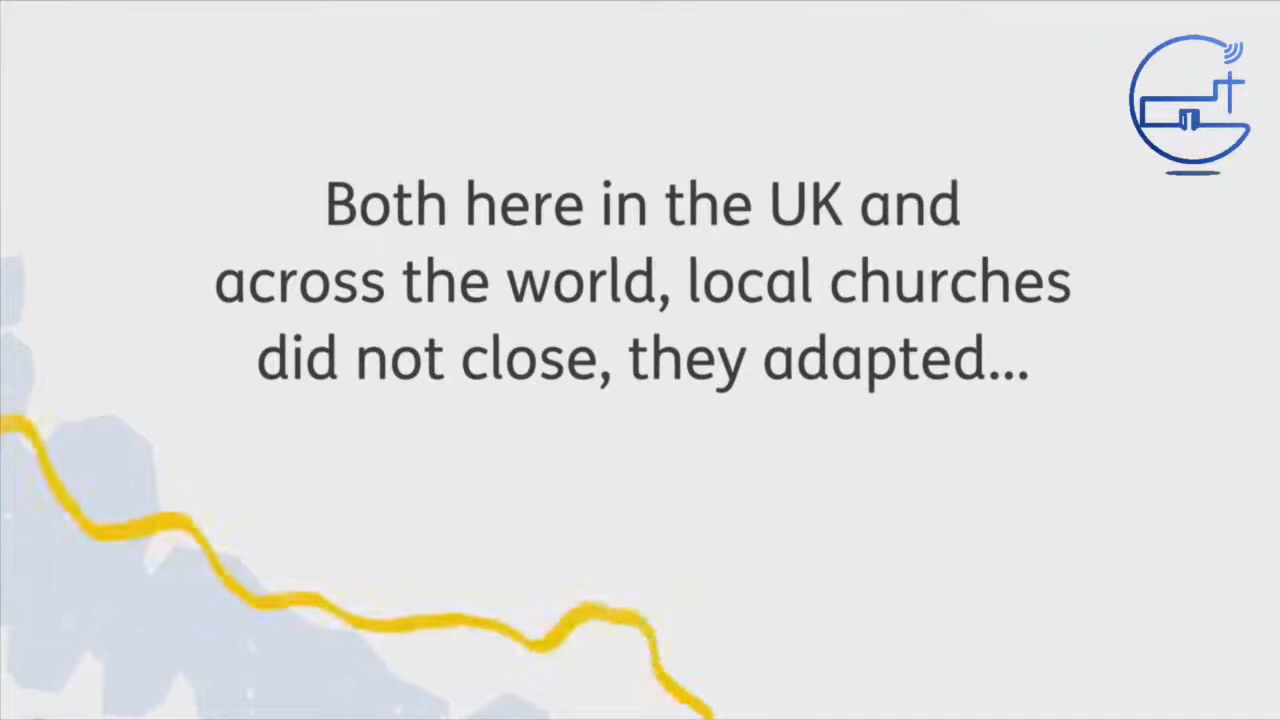 Both here in the UK and
across the world, local churches
did not close, they adapted...